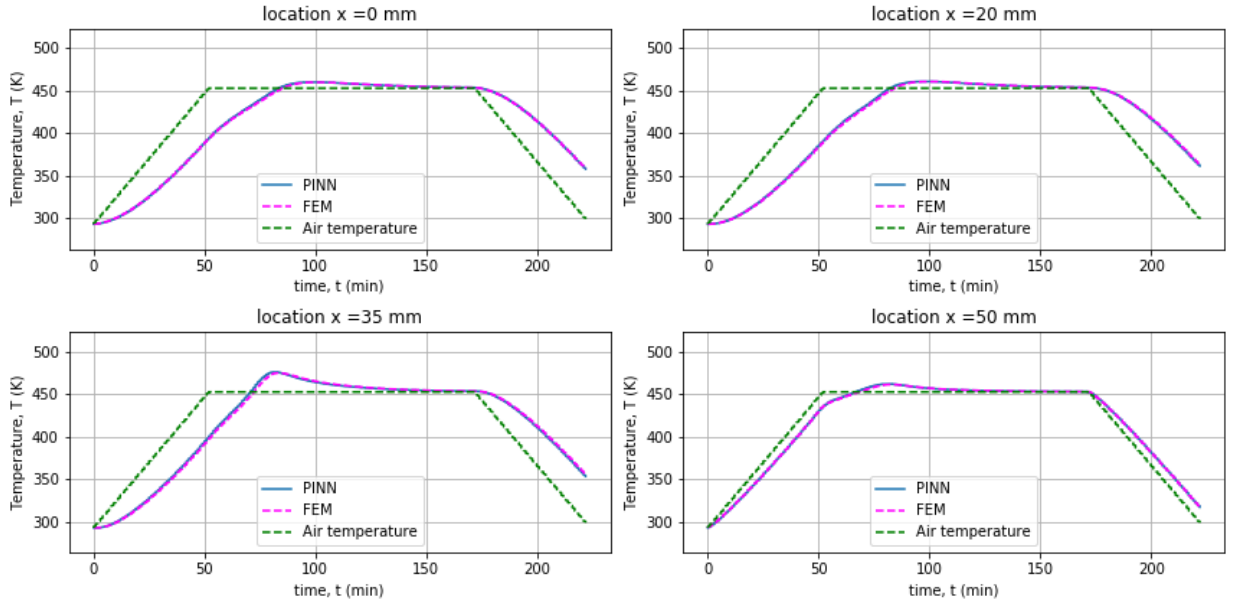 location x =0 mm
500
450
400
350
300
Temperature, T (K)
PINN
FEM
Air temperature
0
50
100
150
200
time, t (min)
location x =20 mm
500
450
400
350
300
Temperature, T (K)
PINN
FEM
Air temperature
0
50
100
150
200
time, t (min)
location x =35 mm
500
450
400
350
300
Temperature, T (K)
PINN
FEM
Air temperature
0
50
100
150
200
time, t (min)
location x =50 mm
500
450
400
350
300
Temperature, T (K)
PINN
FEM
Air temperature
0
50
100
150
200
time, t (min)